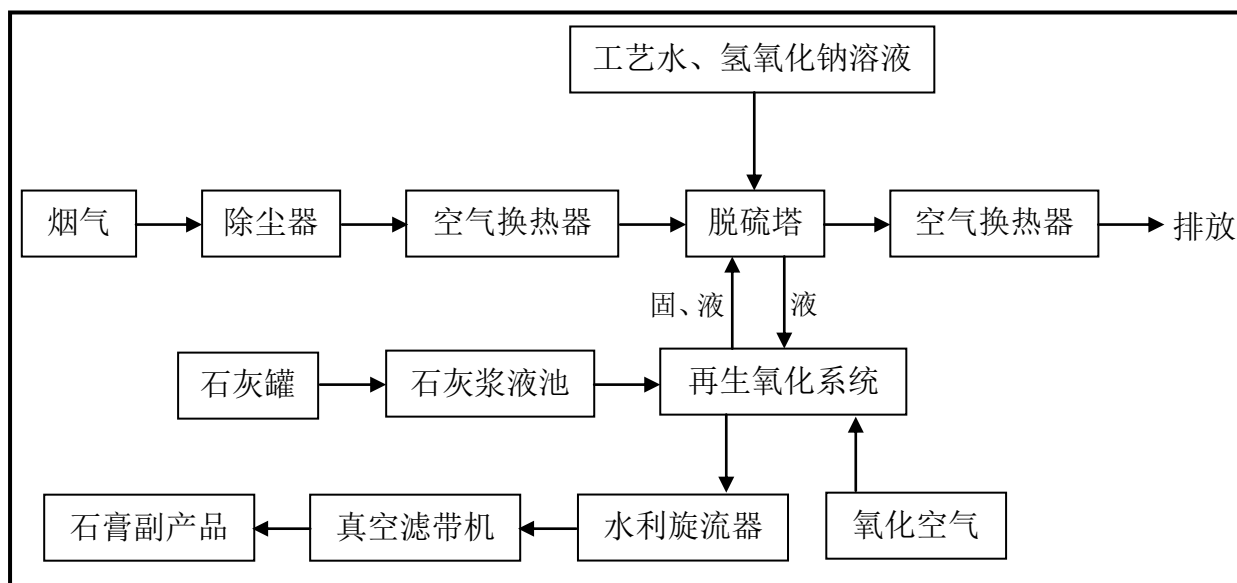 工艺水、氢氧化钠溶液
烟气
除尘器
空气换热器
脱硫塔
空气换热器
排放
固、液
液
石灰罐
石灰浆液池
再生氧化系统
石膏副产品
真空滤带机
水利旋流器
氧化空气